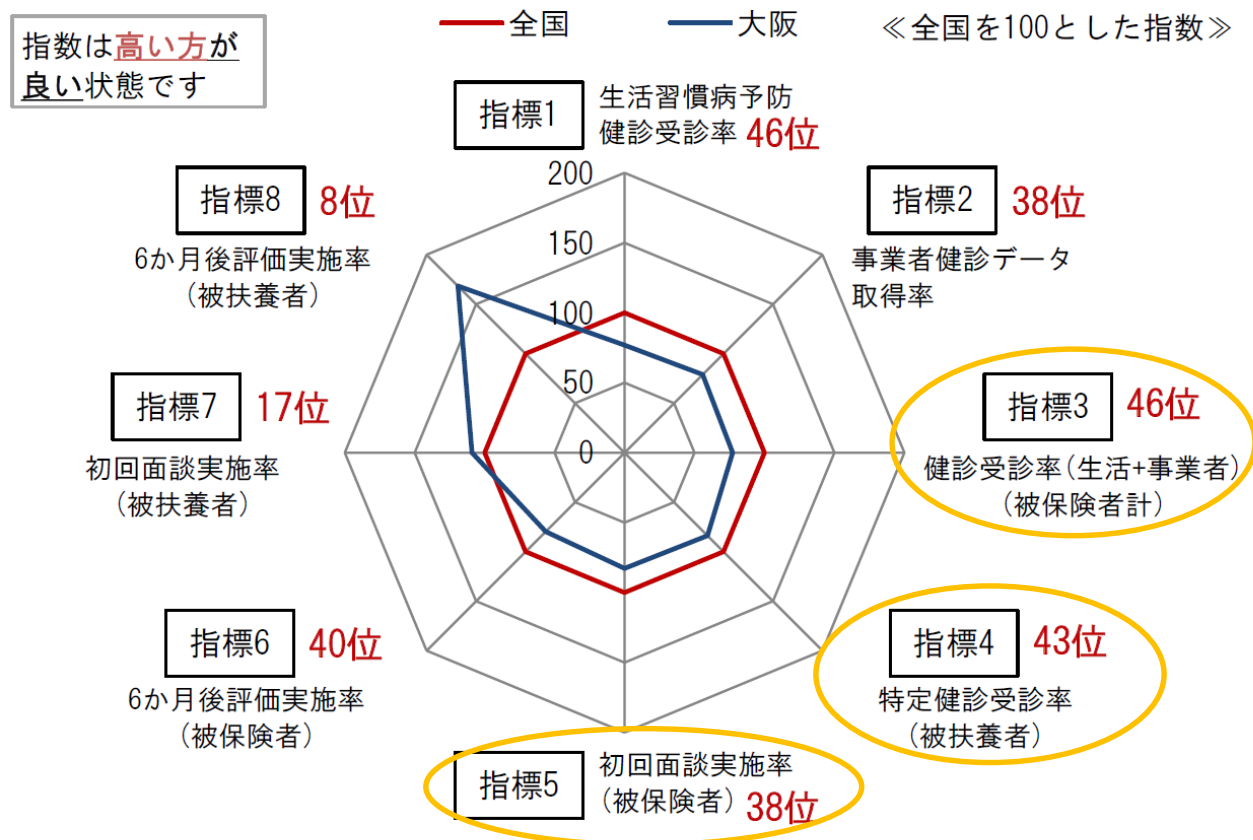 指数は高い方が
良い状態です
全国
大阪
≪全国を100とした指数≫
指標1
生活習慣病予防
健診受診率 46位
指標2 38位
事業者健診データ
取得率
指標3 46位
健診受診率(生活+事業者)
(被保険者計)
指標4 43位
特定健診受診率
(被扶養者)
指標5
初回面談実施率
(被保険者) 38位
指標6 40位
6か月後評価実施率
(被保険者)
指標7 17位
初回面談実施率
(被扶養者)
指標8 8位
6か月後評価実施率
(被扶養者)
200
150
100
50
0